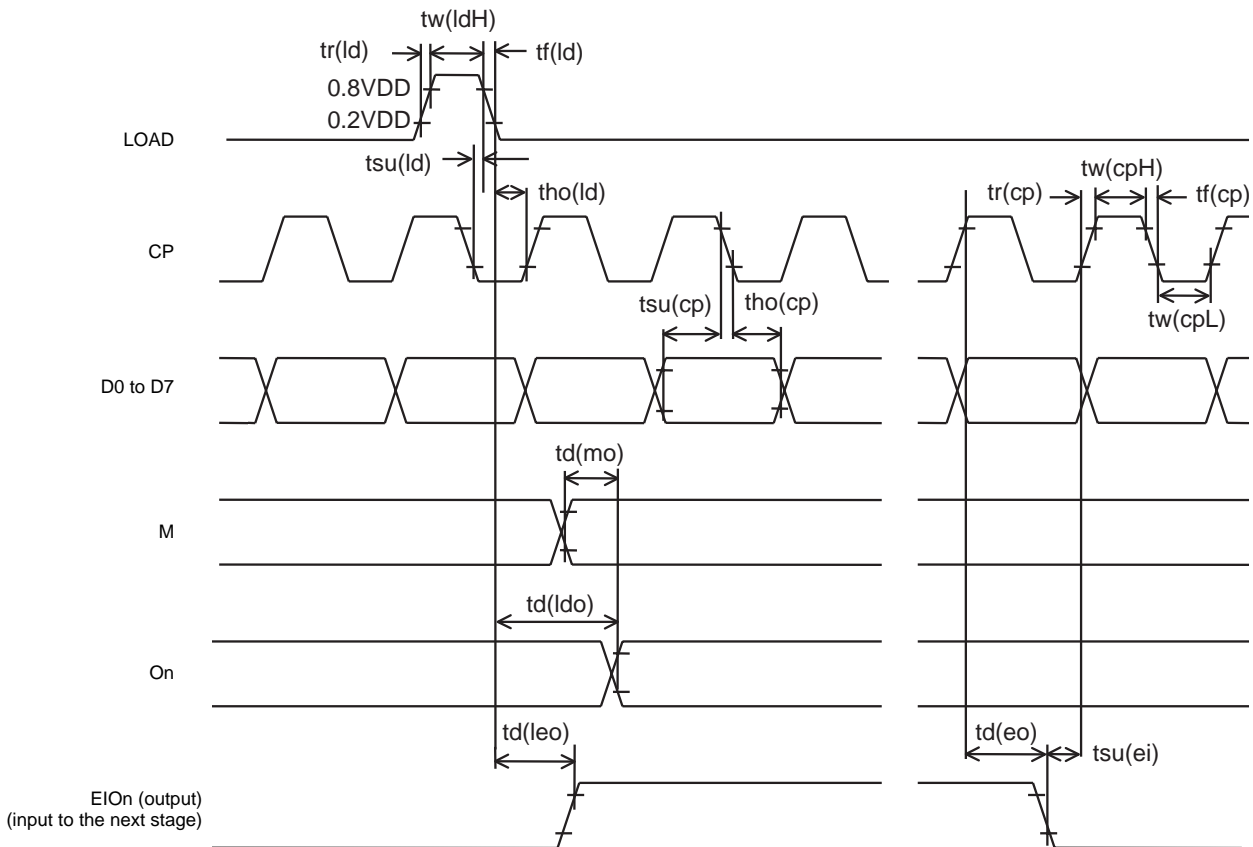 tw(ldH)
tr(ld)
tf(ld)
0.8VDD
0.2VDD
LOAD
tsu(ld)
tw(cpH)
tho(ld)
tr(cp)
tf(cp)
CP
tsu(cp)
tho(cp)
tw(cpL)
D0 to D7
td(mo)
M
td(ldo)
On
td(leo)
td(eo)
tsu(ei)
EIOn (output)
(input to the next stage)